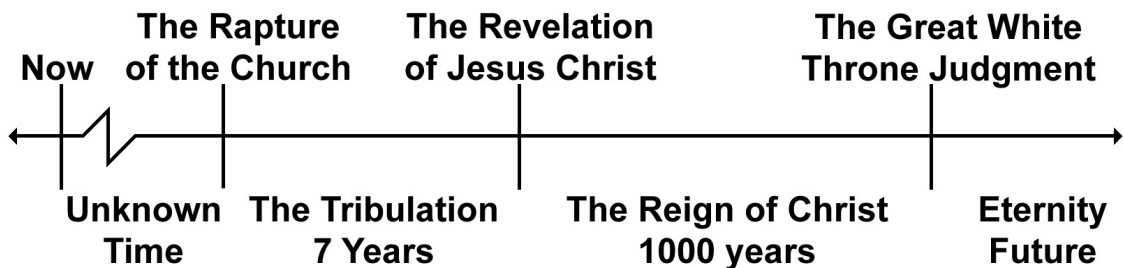 Now
The Rapture
of the Church
The Revelation
of Jesus Christ
The Great White
Throne Judgment
Unknown
Time
The Tribulation
7 Years
The Reign of Christ
1000 years
Eternity
Future